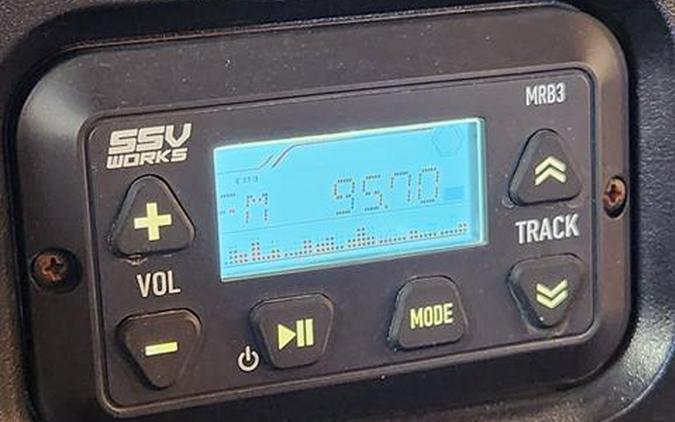 MRB3
SSV
WORKS
FM 95.70
VOL
TRACK
MODE